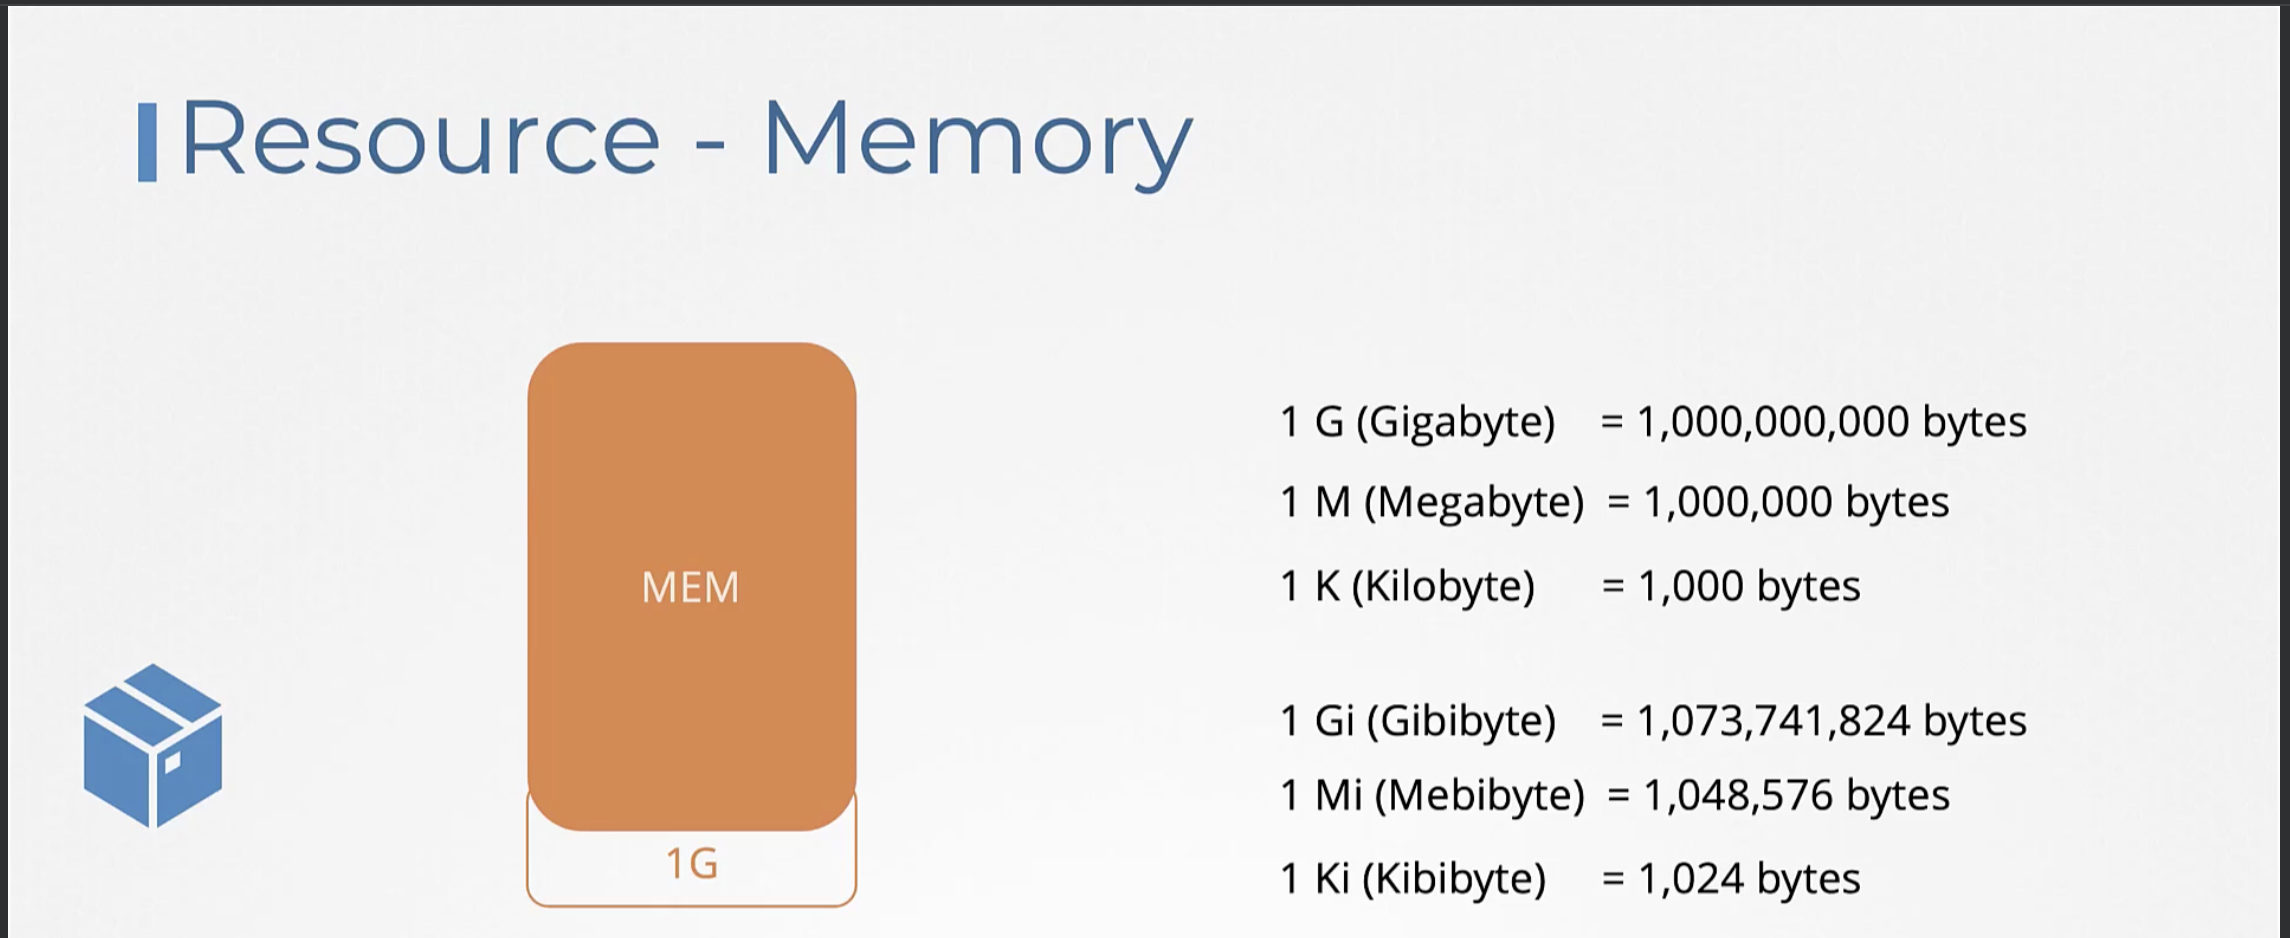 Resource - Memory
MEM
1G
1 G (Gigabyte) = 1,000,000,000 bytes
1 M (Megabyte) = 1,000,000 bytes
1 K (Kilobyte) = 1,000 bytes
1 Gi (Gibibyte) = 1,073,741,824 bytes
1 Mi (Mebibyte) = 1,048,576 bytes
1 Ki (Kibibyte) = 1,024 bytes